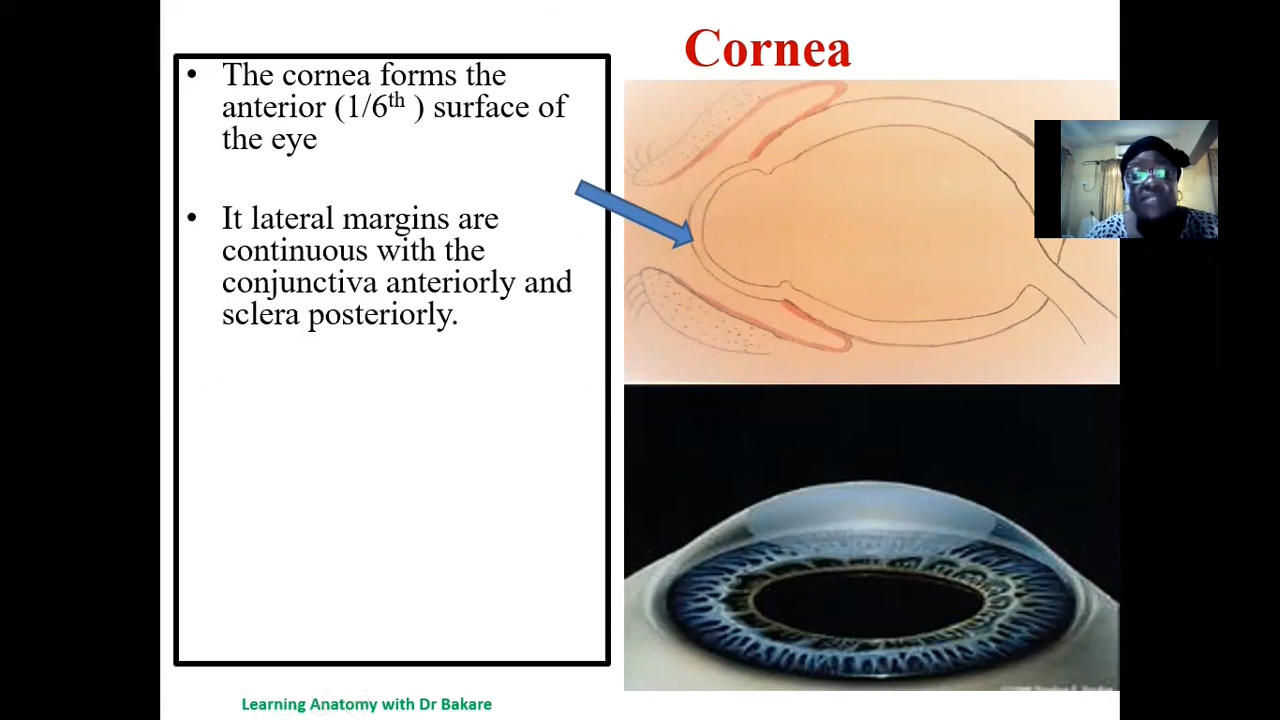 Cornea
• The cornea forms the
anterior (1/6th ) surface of
the eye
• It lateral margins are
continuous with the
conjunctiva anteriorly and
sclera posteriorly.
Learning Anatomy with Dr Bakare